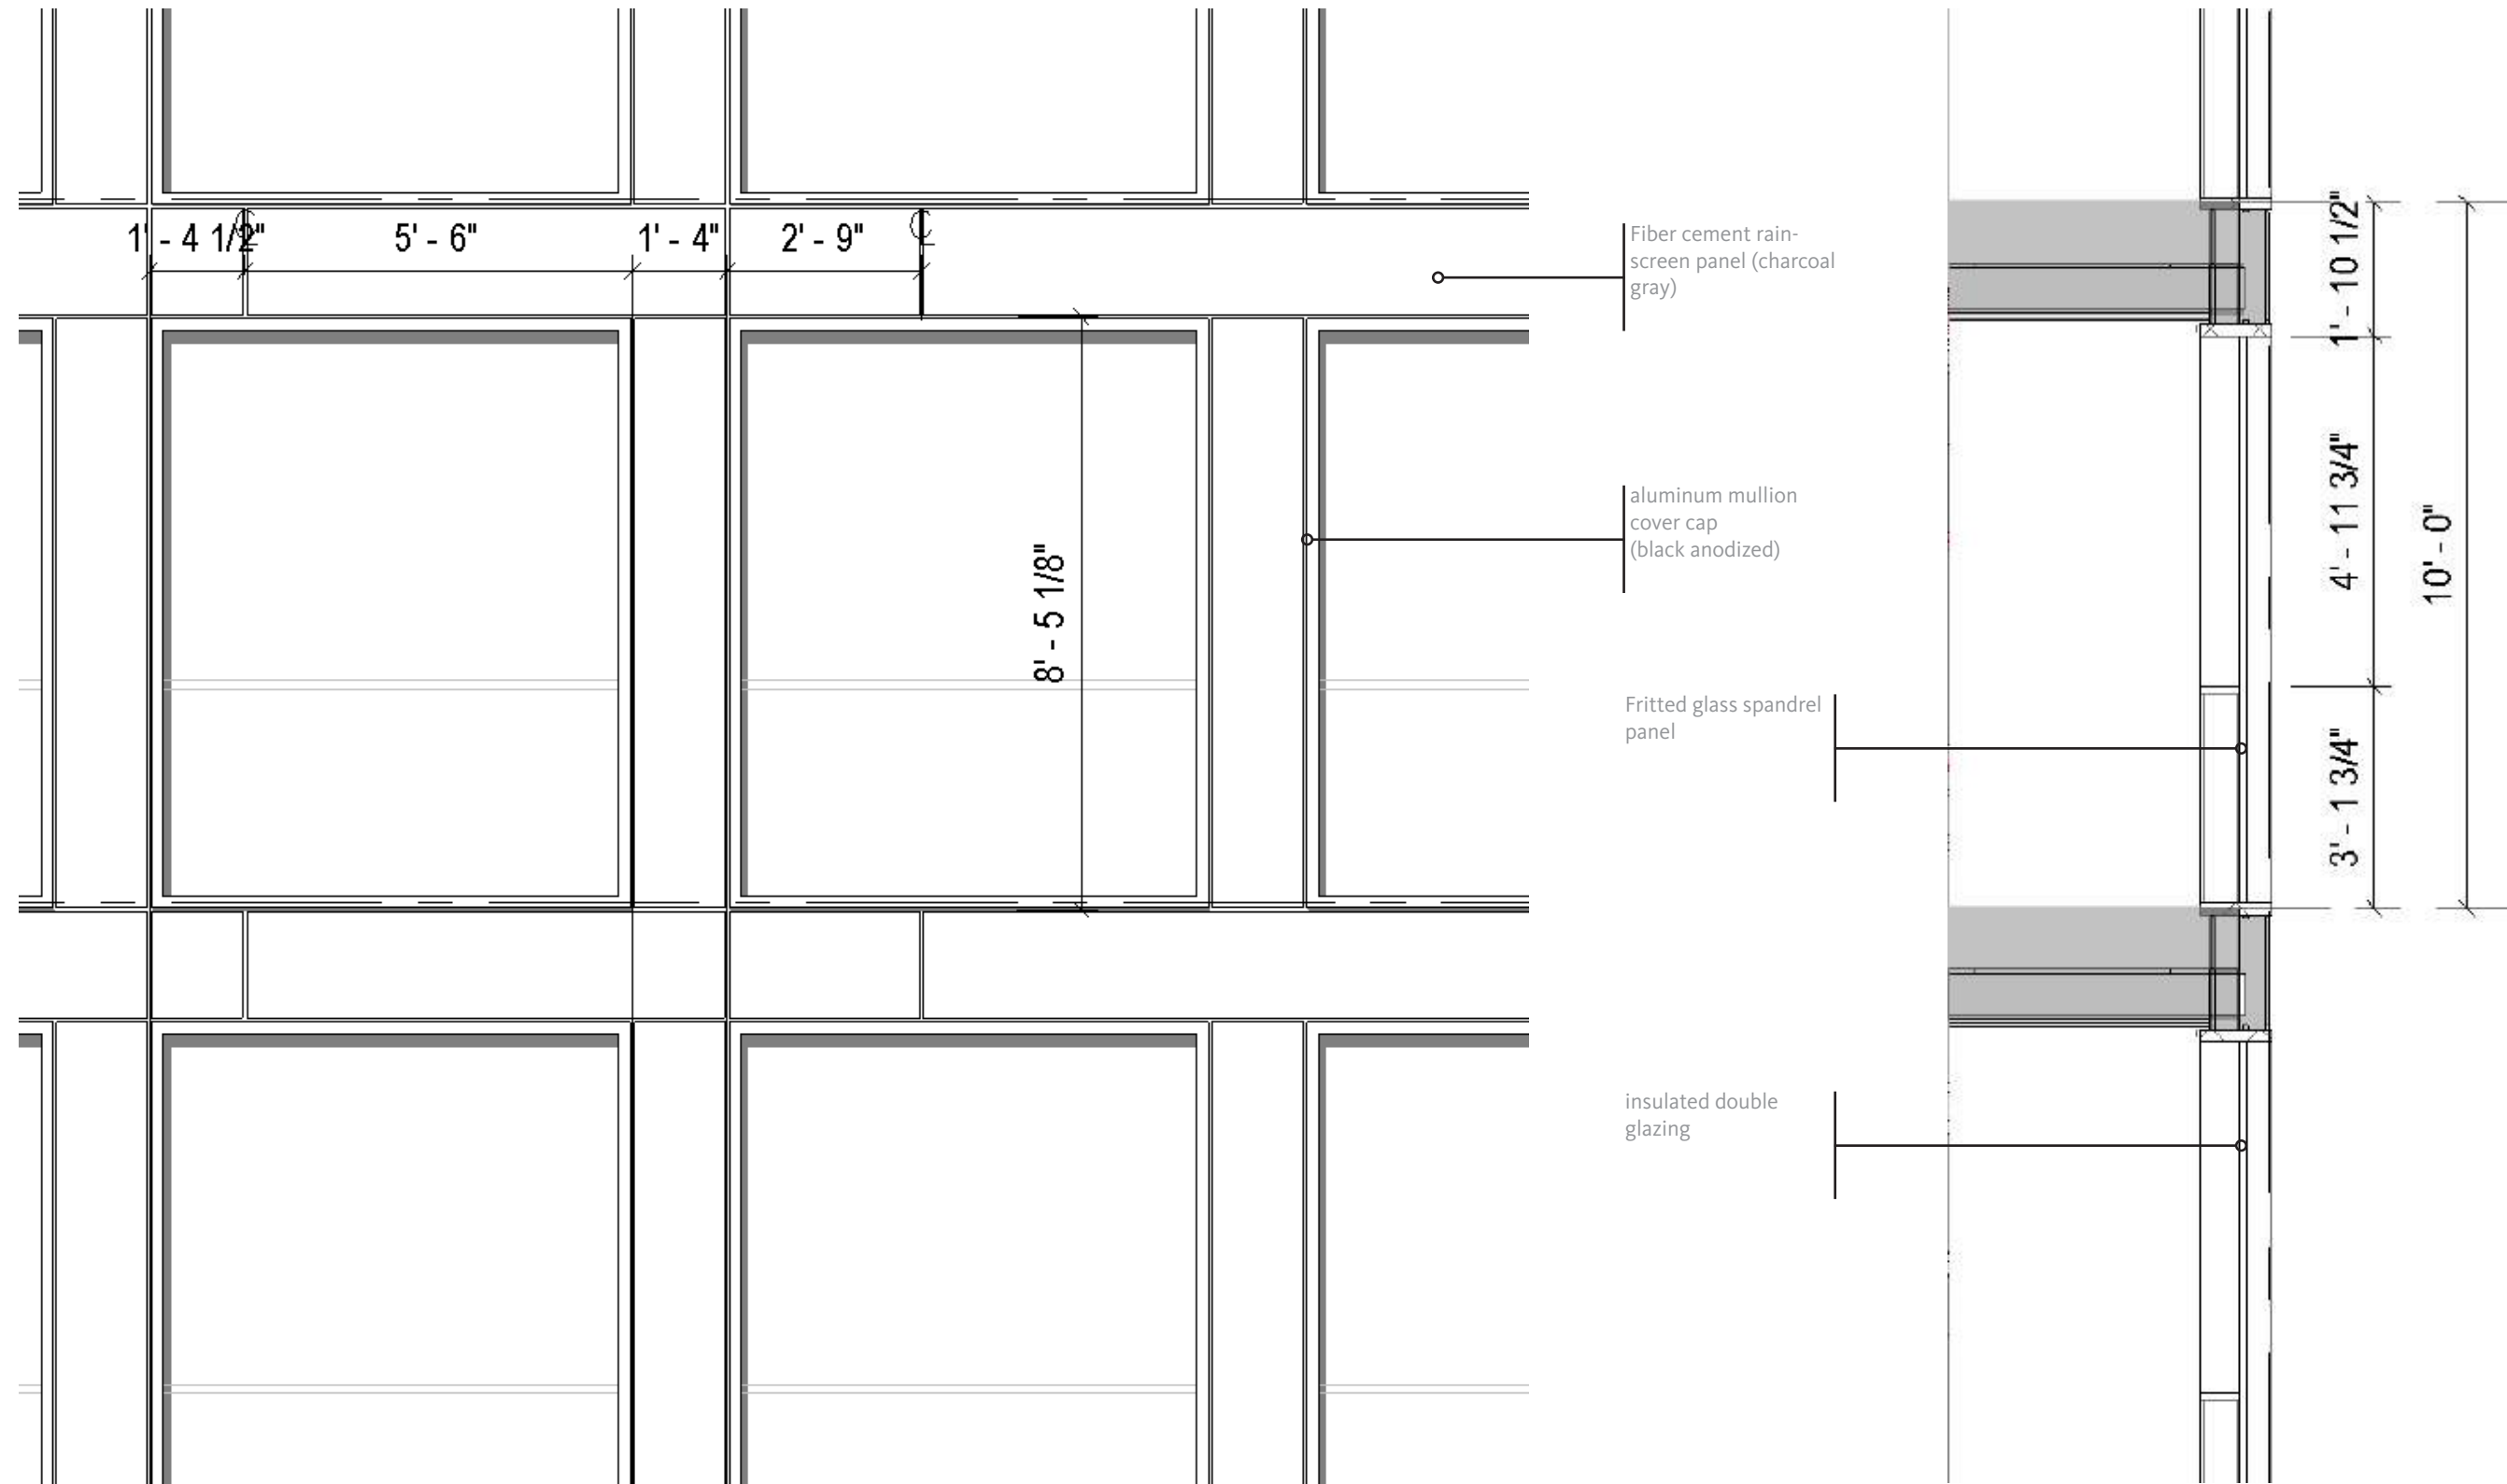 1' - 4 1/2"
5' - 6"
1' - 4"
2' - 9"
8' - 5 1/8"
Fiber cement rain-
screen panel (charcoal
gray)
aluminum mullion
cover cap
(black anodized)
Fritted glass spandrel
panel
insulated double
glazing
1' - 10 1/2"
4' - 11 3/4"
3' - 1 3/4"
10' - 0"